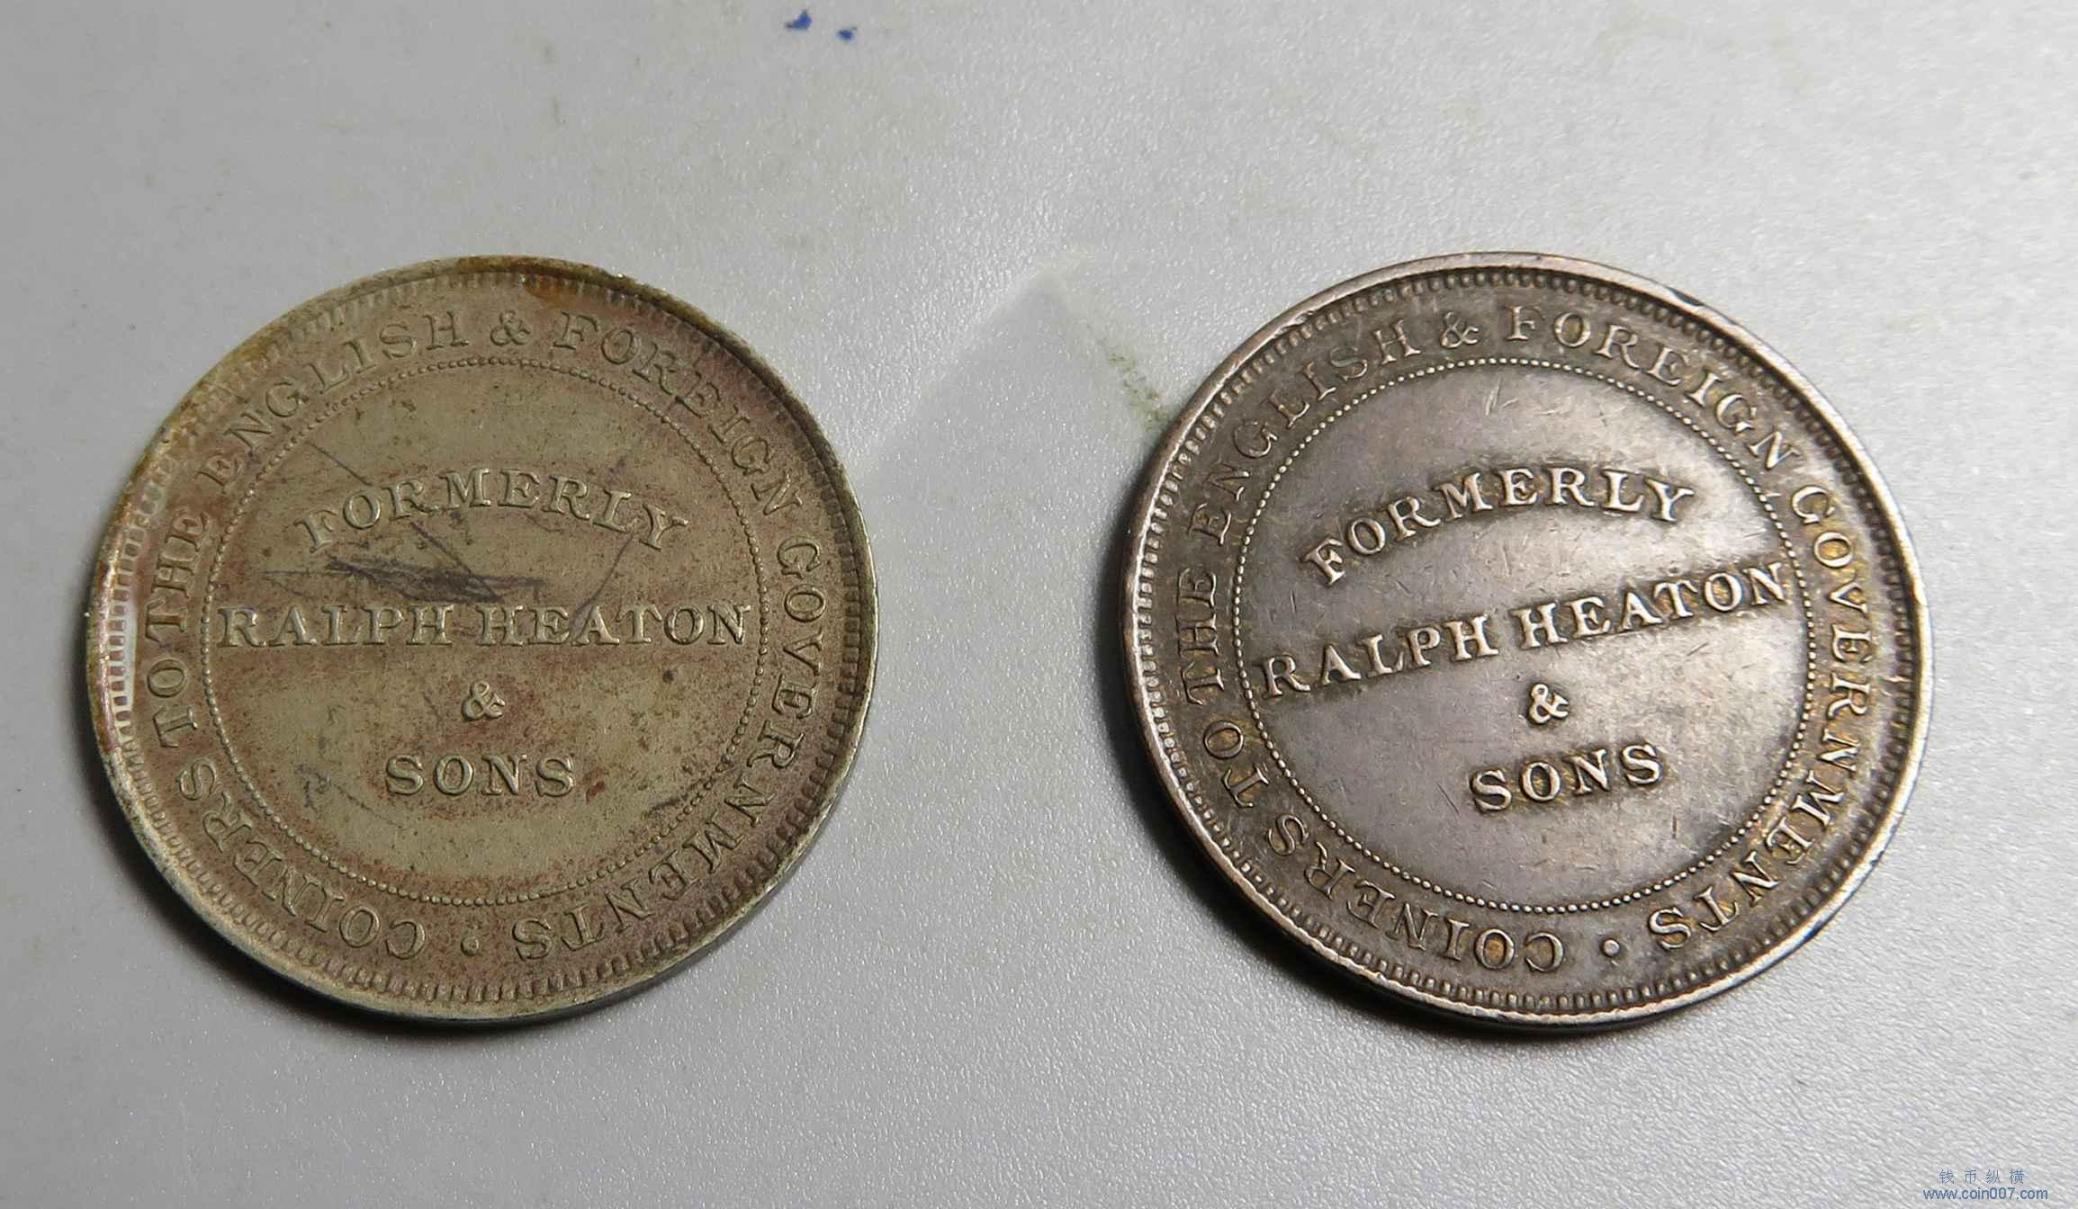 COINERS TO THE ENGLISH & FOREIGN GOVERNMENTS •
FORMERLY
RALPH HEATON
&
SONS
COINERS TO THE ENGLISH & FOREIGN GOVERNMENTS •
FORMERLY
RALPH HEATON
&
SONS
钱币纵横
www.coin007.com